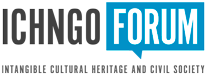 ICHNGO FORUM
INTANGIBLE CULTURAL HERITAGE AND CIVIL SOCIETY